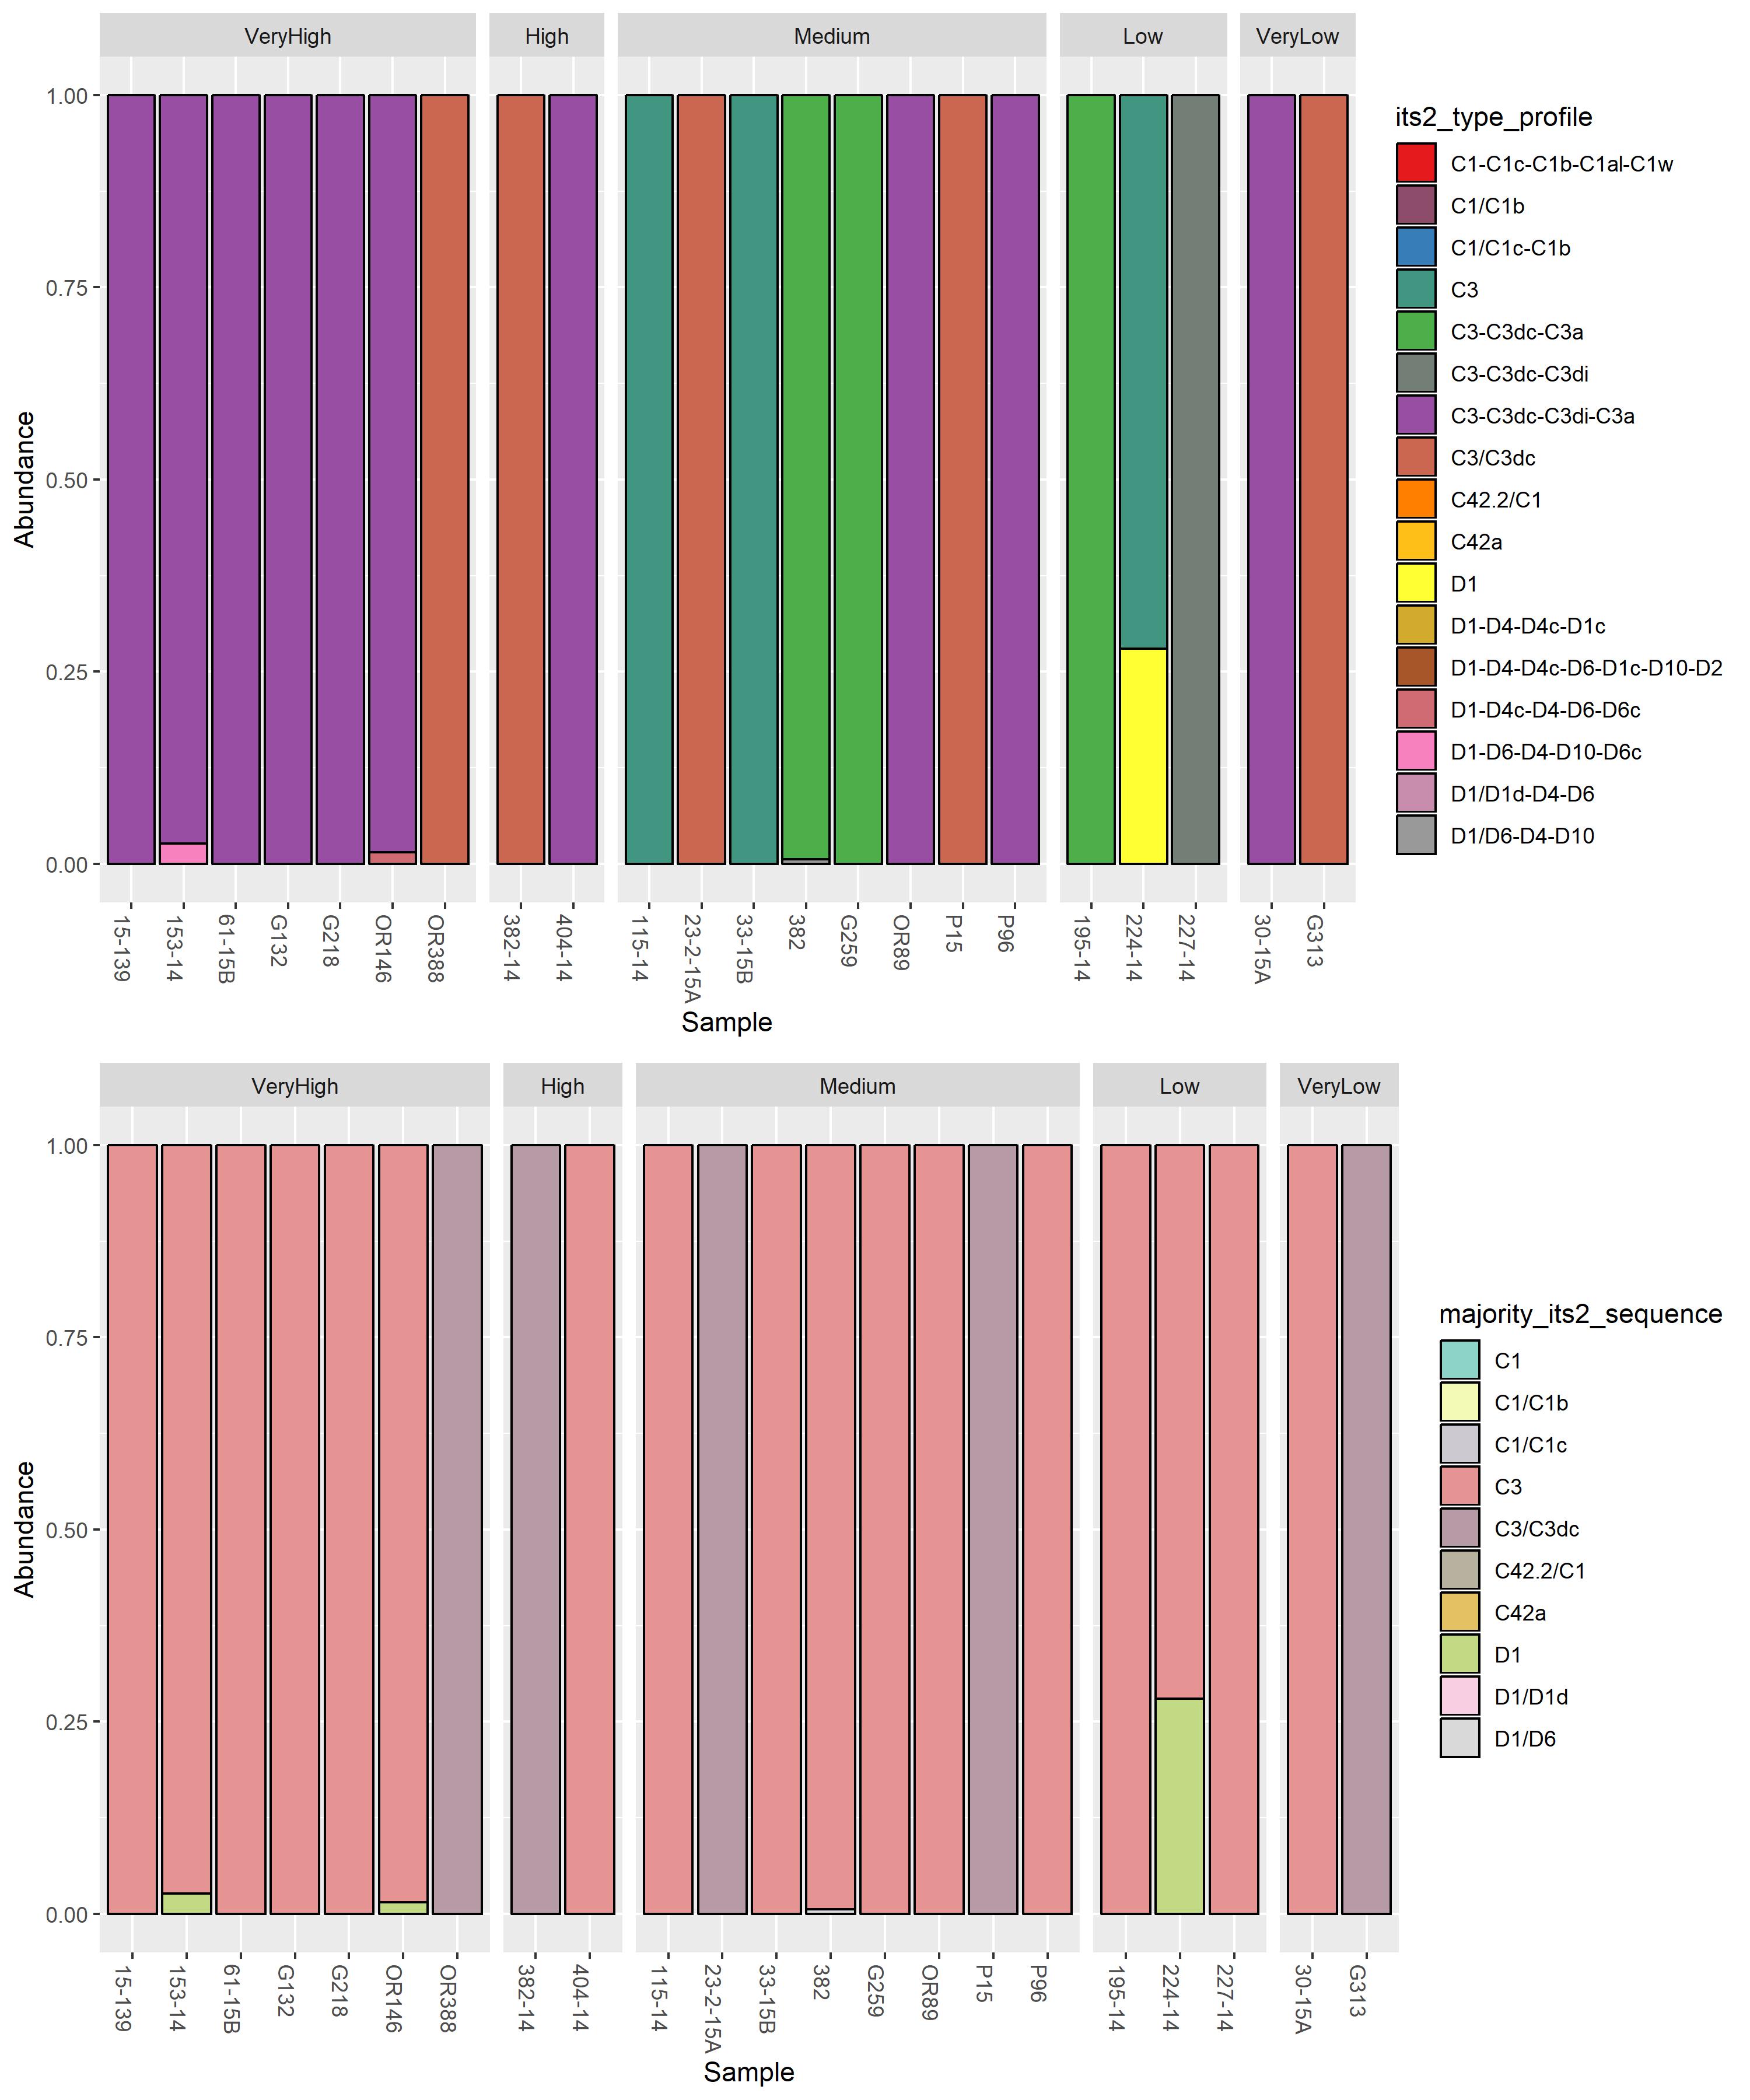 VeryHigh High Medium Low VeryLow
1.00
0.75
0.50
0.25
0.00
Abundance
15-139 153-14 61-15B G132 G218 OR146 OR388 382-14 404-14 115-14 23-2-15A 33-15B 382 G259 OR89 P15 P96 195-14 224-14 227-14 30-15A G313
Sample
its2_type_profile
C1-C1c-C1b-C1al-C1w
C1/C1b
C1/C1c-C1b
C3
C3-C3dc-C3a
C3-C3dc-C3di
C3-C3dc-C3di-C3a
C3/C3dc
C42.2/C1
C42a
D1
D1-D4-D4c-D1c
D1-D4-D4c-D6-D1c-D10-D2
D1-D4c-D4-D6-D6c
D1-D6-D4-D10-D6c
D1/D1d-D4-D6
D1/D6-D4-D10
VeryHigh High Medium Low VeryLow
1.00
0.75
0.50
0.25
0.00
Abundance
15-139 153-14 61-15B G132 G218 OR146 OR388 382-14 404-14 115-14 23-2-15A 33-15B 382 G259 OR89 P15 P96 195-14 224-14 227-14 30-15A G313
Sample
majority_its2_sequence
C1
C1/C1b
C1/C1c
C3
C3/C3dc
C42.2/C1
C42a
D1
D1/D1d
D1/D6